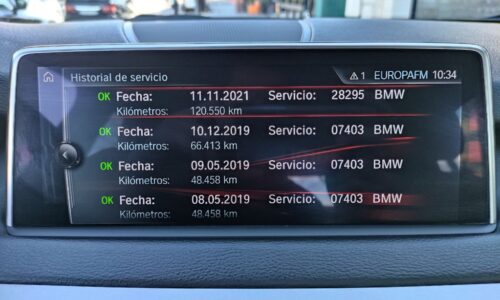 Historial de servicio
1 EUROPAFM 10:34
OK Fecha: 11.11.2021 Servicio: 28295 BMW
Kilómetros: 120.550 km
OK Fecha: 10.12.2019 Servicio: 07403 BMW
Kilómetros: 66.413 km
OK Fecha: 09.05.2019 Servicio: 07403 BMW
Kilómetros: 48.458 km
OK Fecha: 08.05.2019 Servicio: 07403 BMW
Kilómetros: 48.458 km